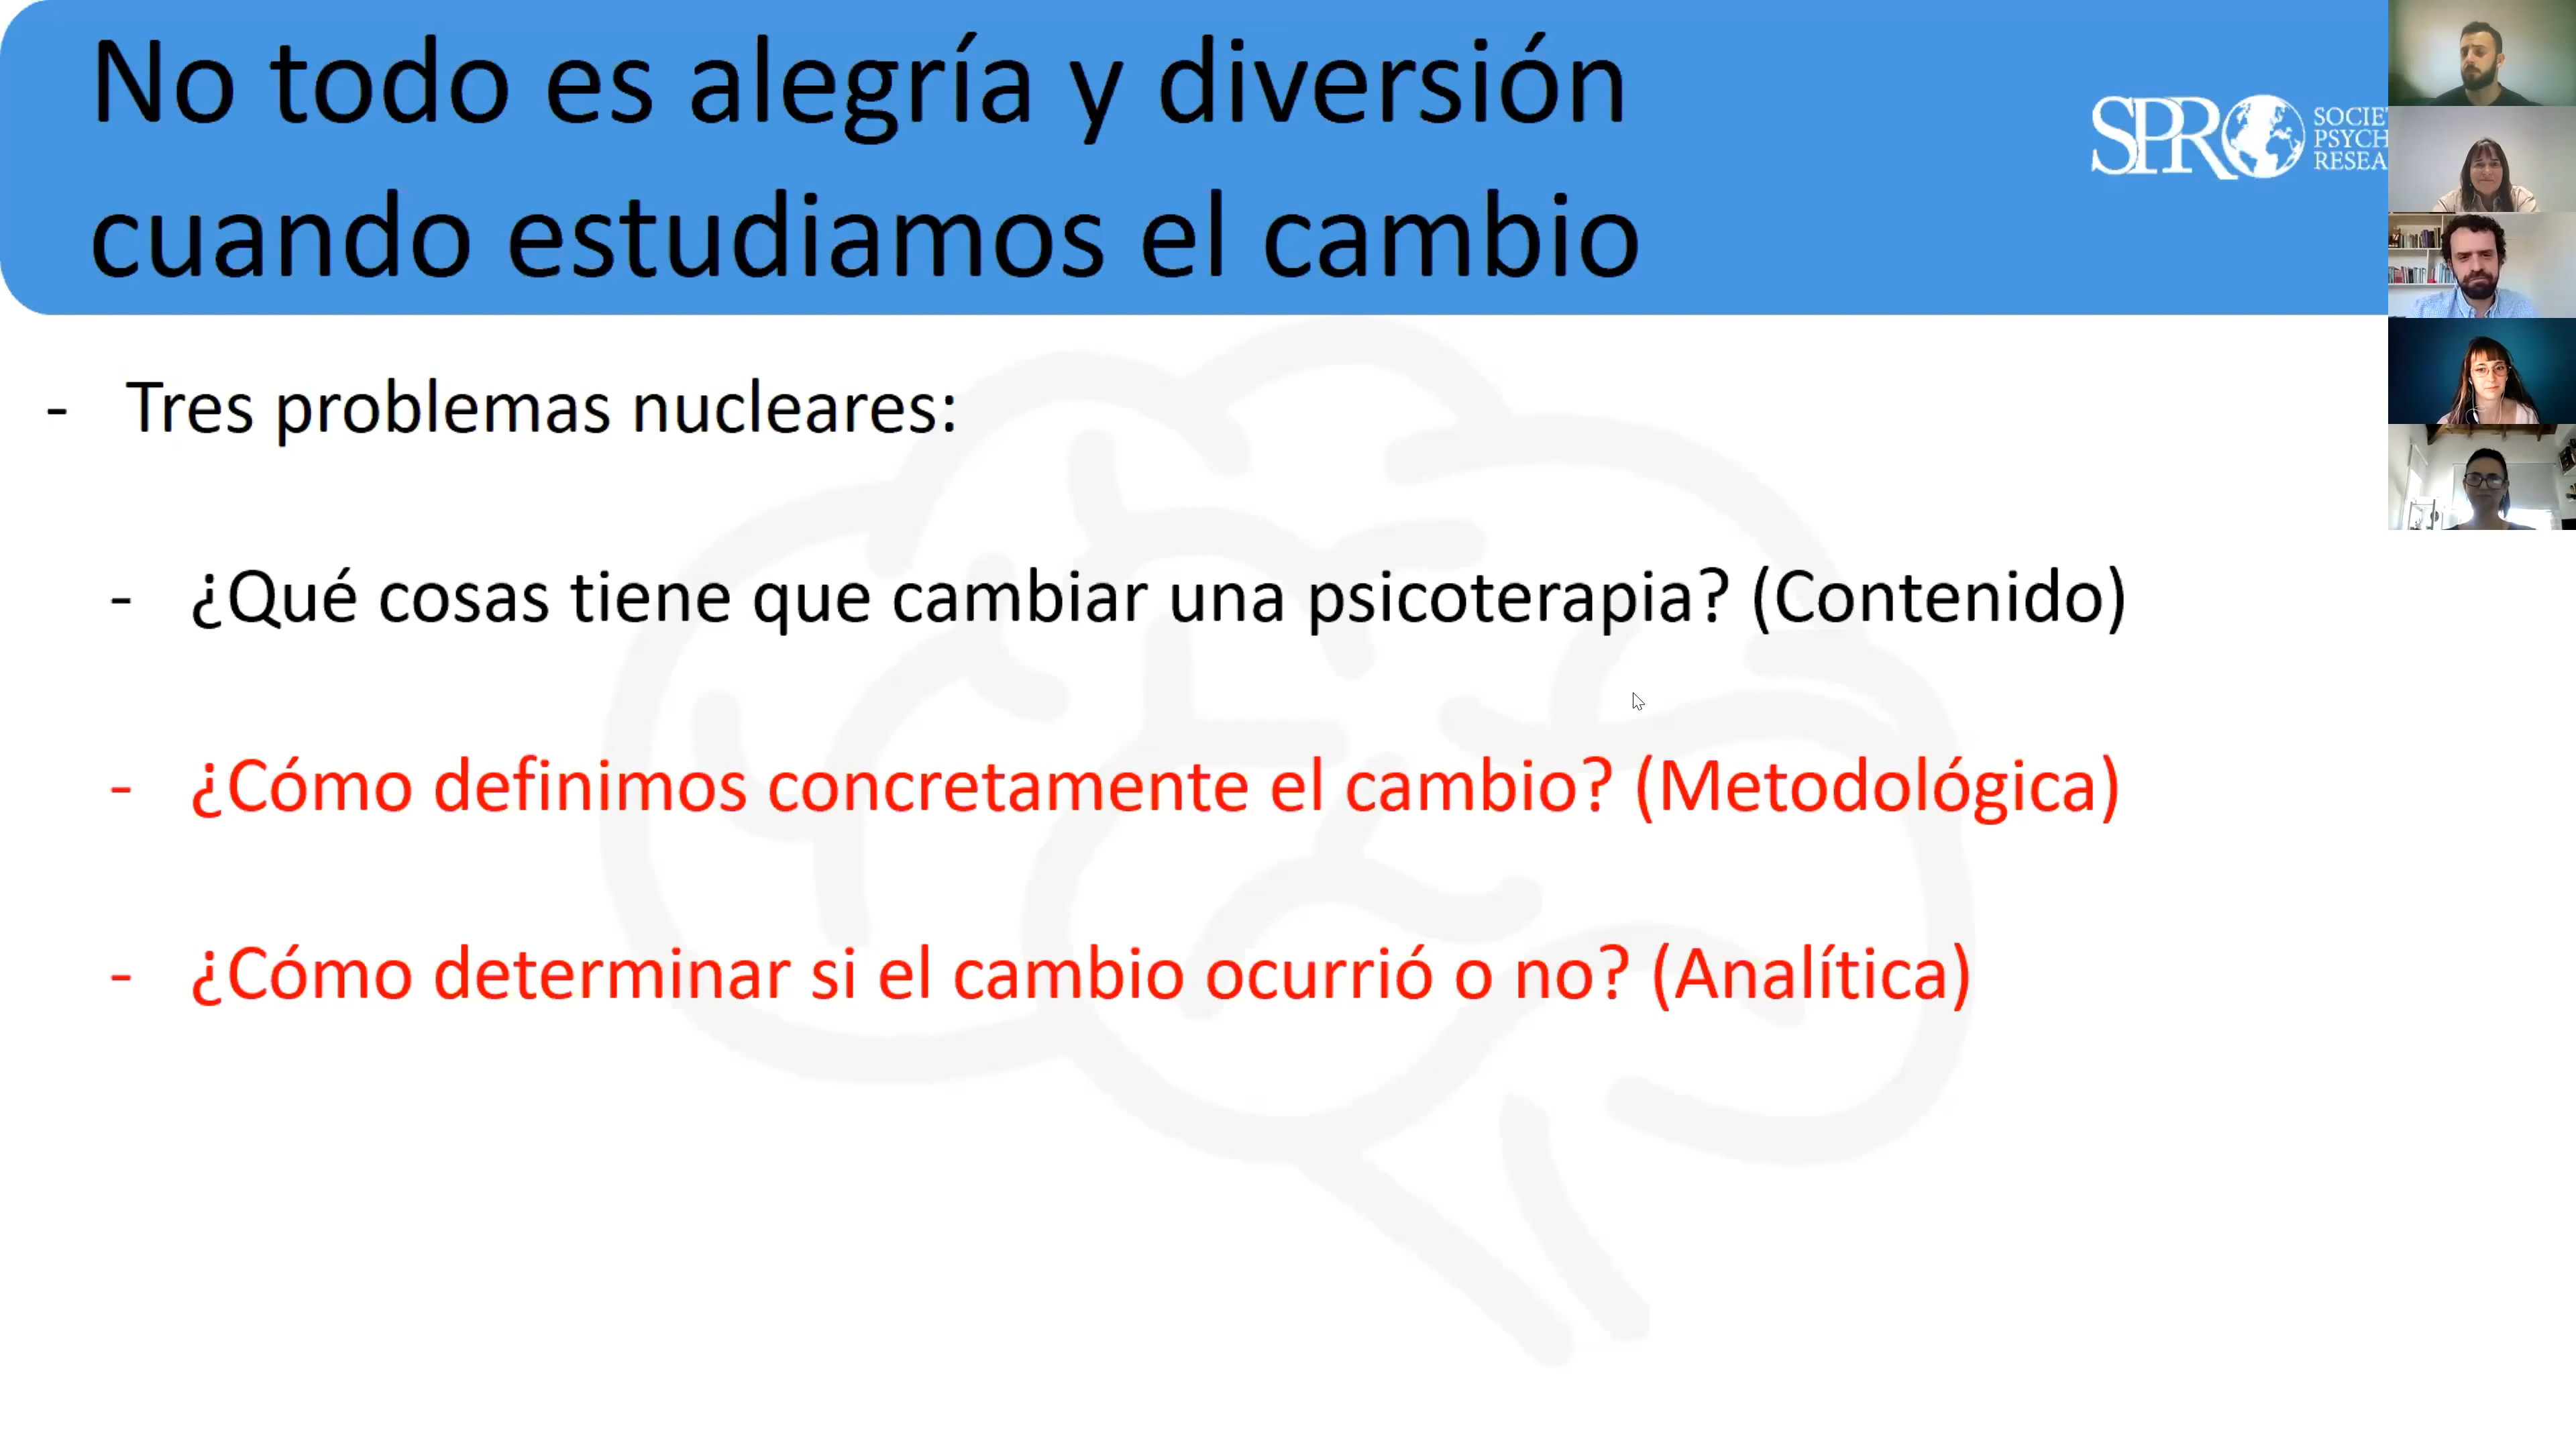 No todo es alegría y diversión
cuando estudiamos el cambio
SPR
- Tres problemas nucleares:
- ¿Qué cosas tiene que cambiar una psicoterapia? (Contenido)
- ¿Cómo definimos concretamente el cambio? (Metodológica)
- ¿Cómo determinar si el cambio ocurrió o no? (Analítica)